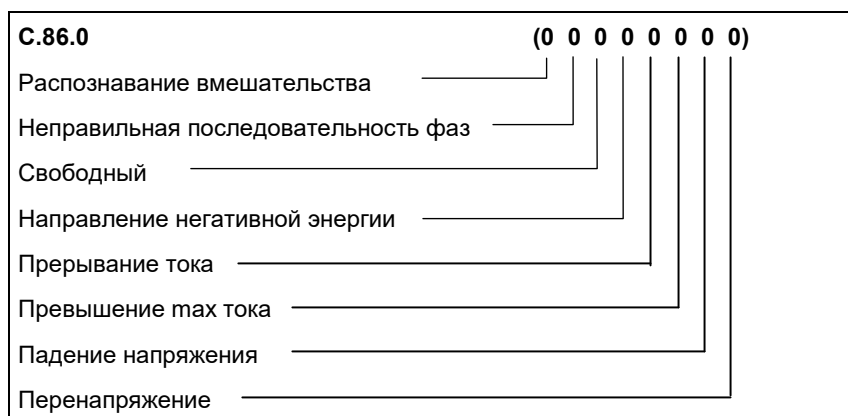 C.86.0 (0 0 0 0 0 0 0 0)
Распознавание вмешательства
Неправильная последовательность фаз
Свободный
Направление негативной энергии
Прерывание тока
Превышение max тока
Падение напряжения
Перенапряжение